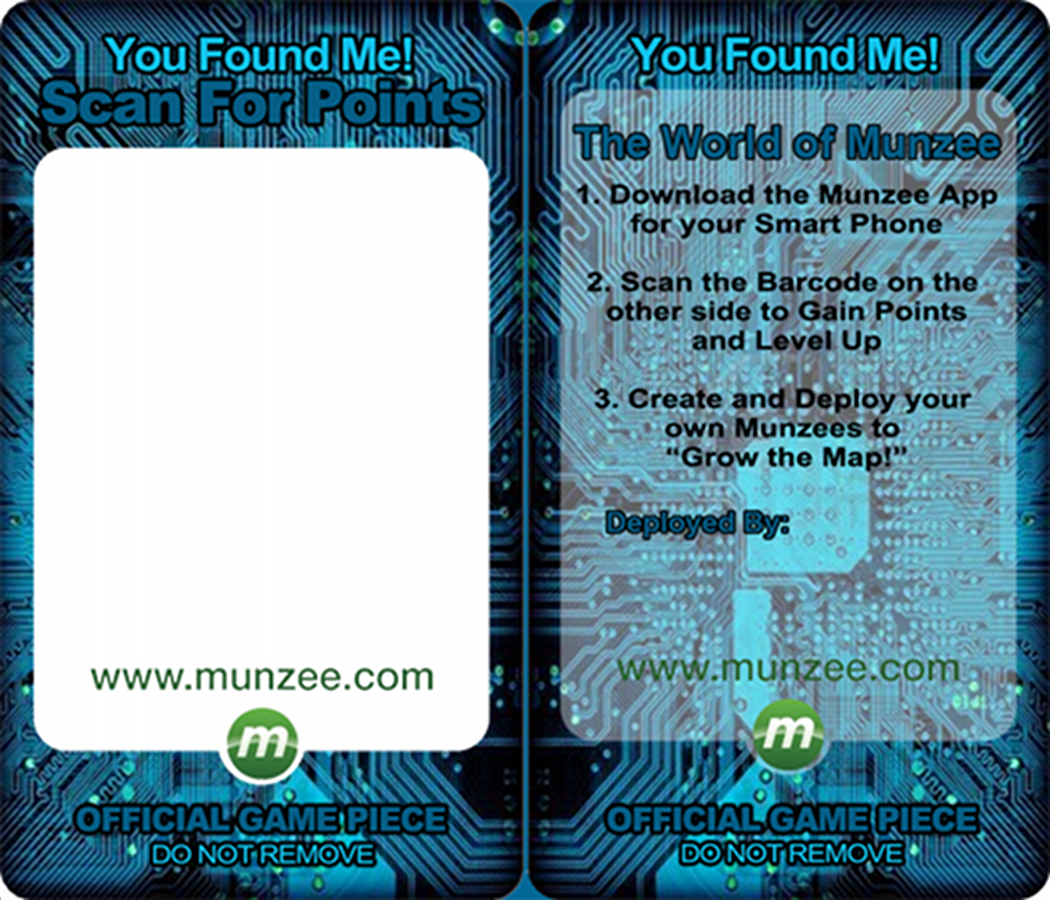 You Found Me!
Scan For Points
www.munzee.com
m
OFFICIAL GAME PIECE
DO NOT REMOVE
You Found Me!
The World of Munzee
1. Download the Munzee App
for your Smart Phone
2. Scan the Barcode on the
other side to Gain Points
and Level Up
3. Create and Deploy your
own Munzees to
“Grow the Map!”
Deployed By:
www.munzee.com
m
OFFICIAL GAME PIECE
DO NOT REMOVE